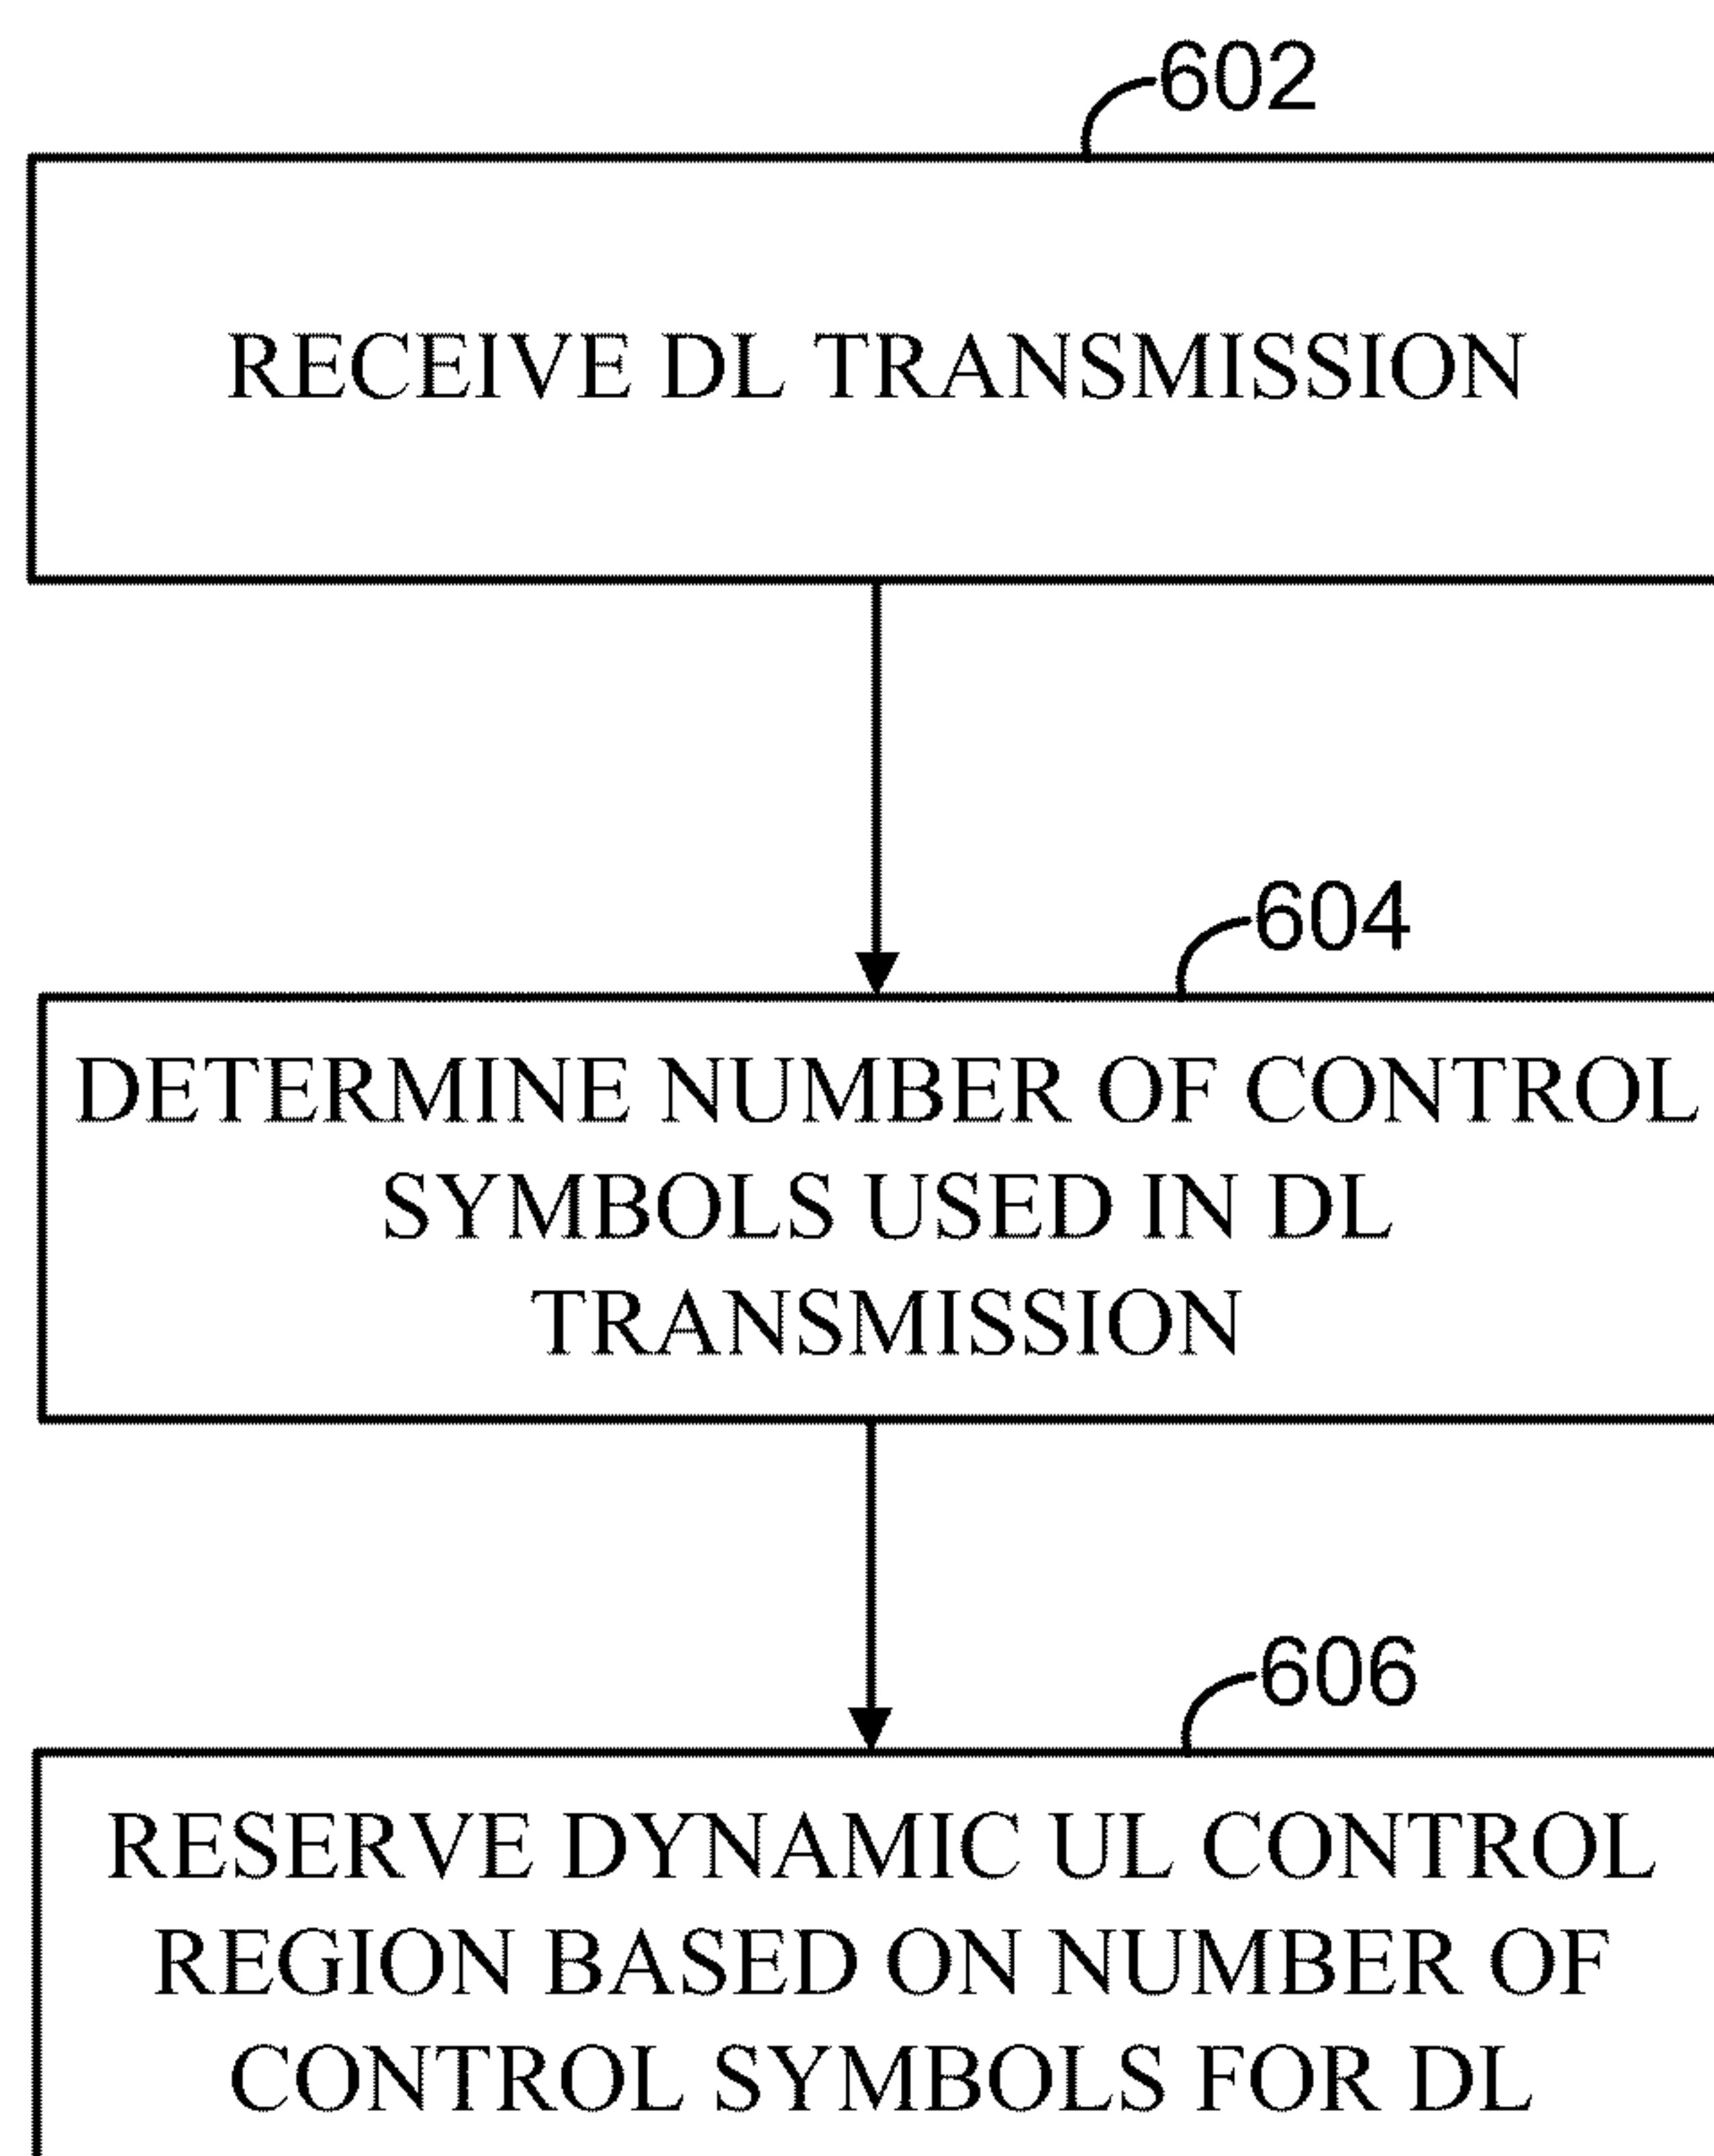 602
RECEIVE DL TRANSMISSION
604
DETERMINE NUMBER OF CONTROL
SYMBOLS USED IN DL
TRANSMISSION
606
RESERVE DYNAMIC UL CONTROL
REGION BASED ON NUMBER OF
CONTROL SYMBOLS FOR DL